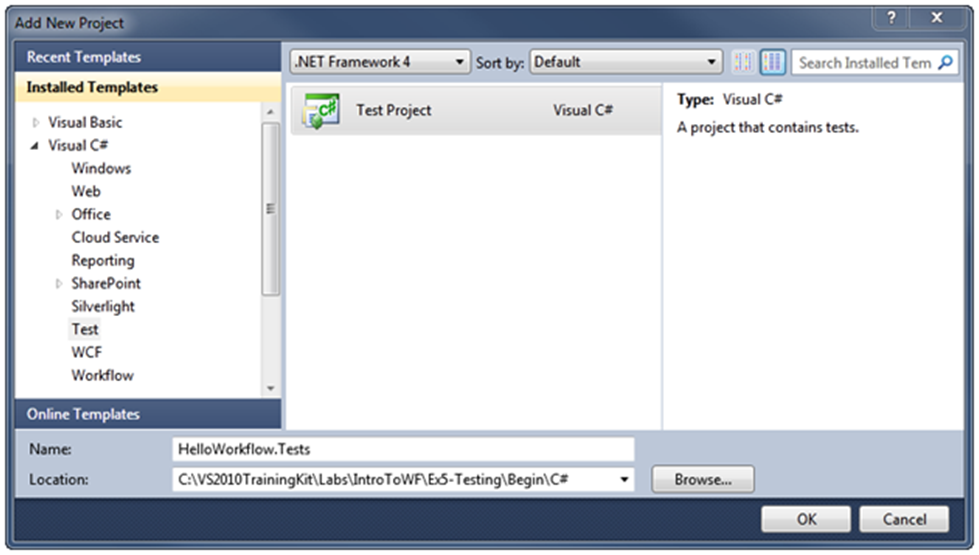 Add New Project
Recent Templates
Installed Templates
Visual Basic
Visual C#
Windows
Web
Office
Cloud Service
Reporting
SharePoint
Silverlight
Test
WCF
Workflow
Online Templates
.NET Framework 4
Sort by: Default
Search Installed Tem
Test Project Visual C#
Type: Visual C#
A project that contains tests.
Name: HelloWorkflow.Tests
Location: C:\VS2010TrainingKit\Labs\IntroToWF\Ex5-Testing\Begin\C#
Browse...
OK Cancel